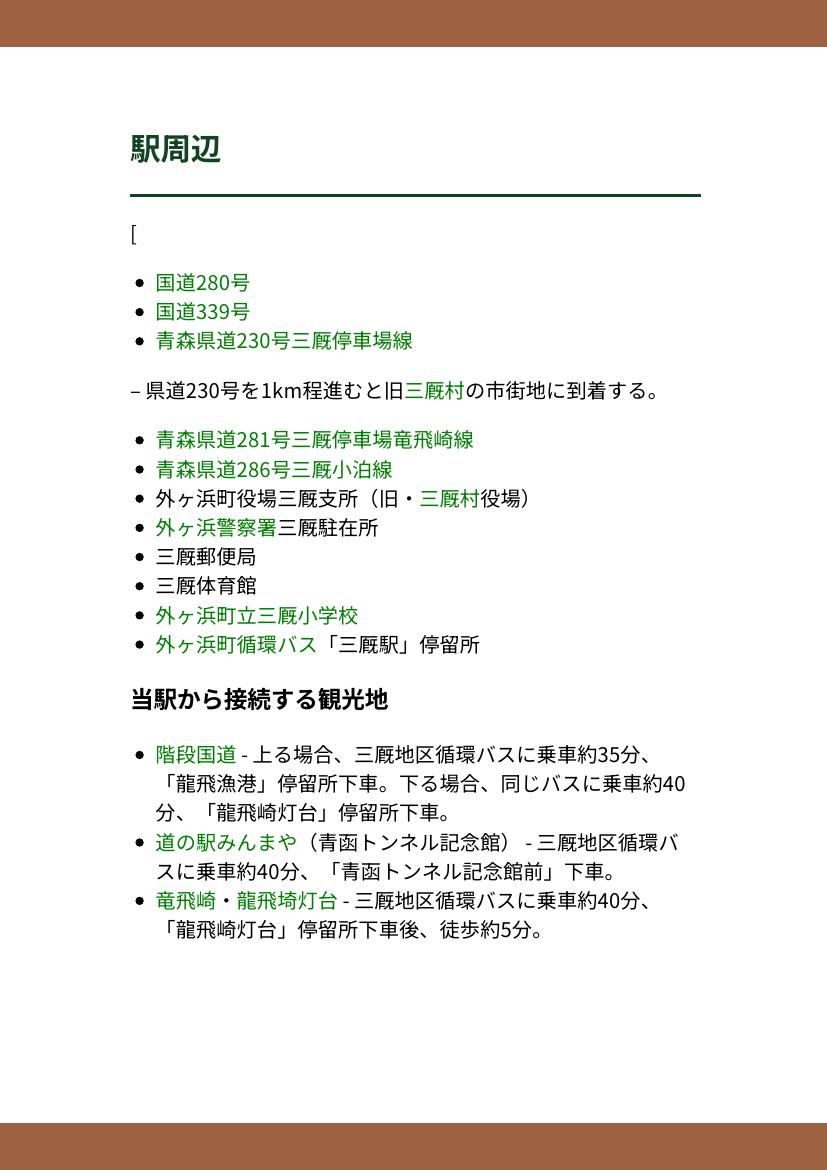 駅周辺
[
国道280号
国道339号
青森県道230号三厩停車場線
– 県道230号を1km程進むと旧三厩村の市街地に到着する。
青森県道281号三厩停車場竜飛崎線
青森県道286号三厩小泊線
外ヶ浜町役場三厩支所（旧・三厩村役場）
外ヶ浜警察署三厩駐在所
三厩郵便局
三厩体育館
外ヶ浜町立三厩小学校
外ヶ浜町循環バス「三厩駅」停留所
当駅から接続する観光地
階段国道 - 上る場合、三厩地区循環バスに乗車約35分、
「龍飛漁港」停留所下車。下る場合、同じバスに乗車約40
分、「龍飛崎灯台」停留所下車。
道の駅みんまや（青函トンネル記念館） - 三厩地区循環バ
スに乗車約40分、「青函トンネル記念館前」下車。
竜飛崎・龍飛埼灯台 - 三厩地区循環バスに乗車約40分、
「龍飛崎灯台」停留所下車後、徒歩約5分。